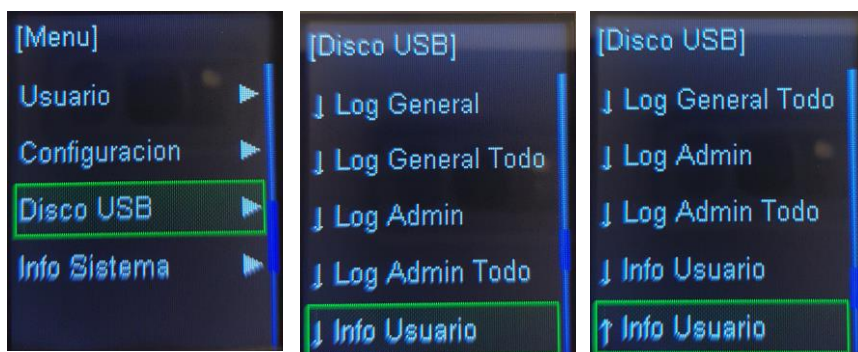 [Menu]
Usuario
Configuracion
Disco USB
Info Sistema
[Disco USB]
↓ Log General
↓ Log General Todo
↓ Log Admin
↓ Log Admin Todo
↓ Info Usuario
[Disco USB]
↓ Log General Todo
↓ Log Admin
↓ Log Admin Todo
↓ Info Usuario
↑ Info Usuario